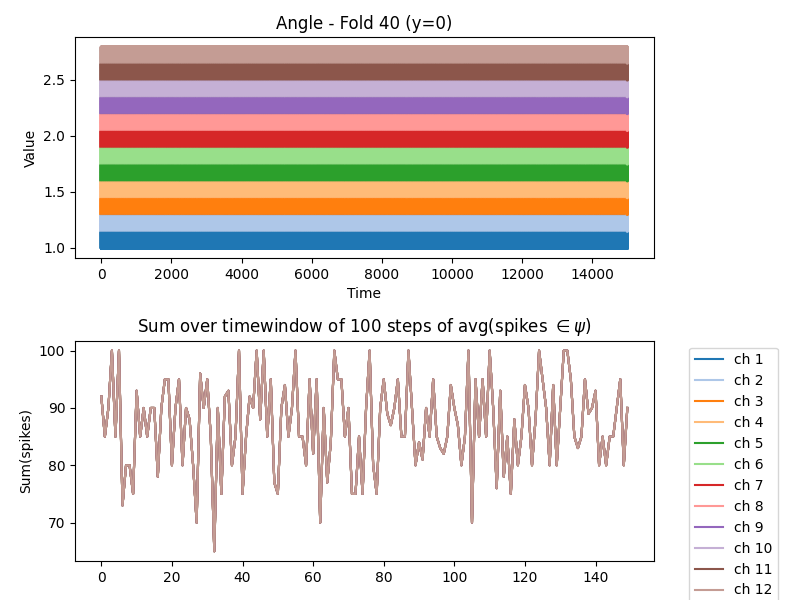 Angle - Fold 40 (y=0)
Value
2.5
2.0
1.5
1.0
0 2000 4000 6000 8000 10000 12000 14000
Time
Sum over timewindow of 100 steps of avg(spikes ∈ ψ)
Sum(spikes)
100
90
80
70
0 20 40 60 80 100 120 140
ch 1
ch 2
ch 3
ch 4
ch 5
ch 6
ch 7
ch 8
ch 9
ch 10
ch 11
ch 12